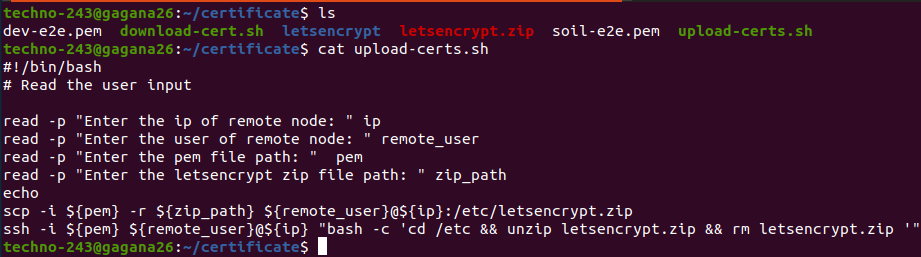 techno-243@gagana26:~/certificate$ ls
dev-e2e.pem  download-cert.sh  letsencrypt  letsencrypt.zip  soil-e2e.pem  upload-certs.sh
techno-243@gagana26:~/certificate$ cat upload-certs.sh
#!/bin/bash
# Read the user input

read -p "Enter the ip of remote node: " ip
read -p "Enter the user of remote node: " remote_user
read -p "Enter the pem file path: "  pem
read -p "Enter the letsencrypt zip file path: " zip_path
echo
scp -i ${pem} -r ${zip_path} ${remote_user}@${ip}:/etc/letsencrypt.zip
ssh -i ${pem} ${remote_user}@${ip} "bash -c 'cd /etc && unzip letsencrypt.zip && rm letsencrypt.zip '"
techno-243@gagana26:~/certificate$